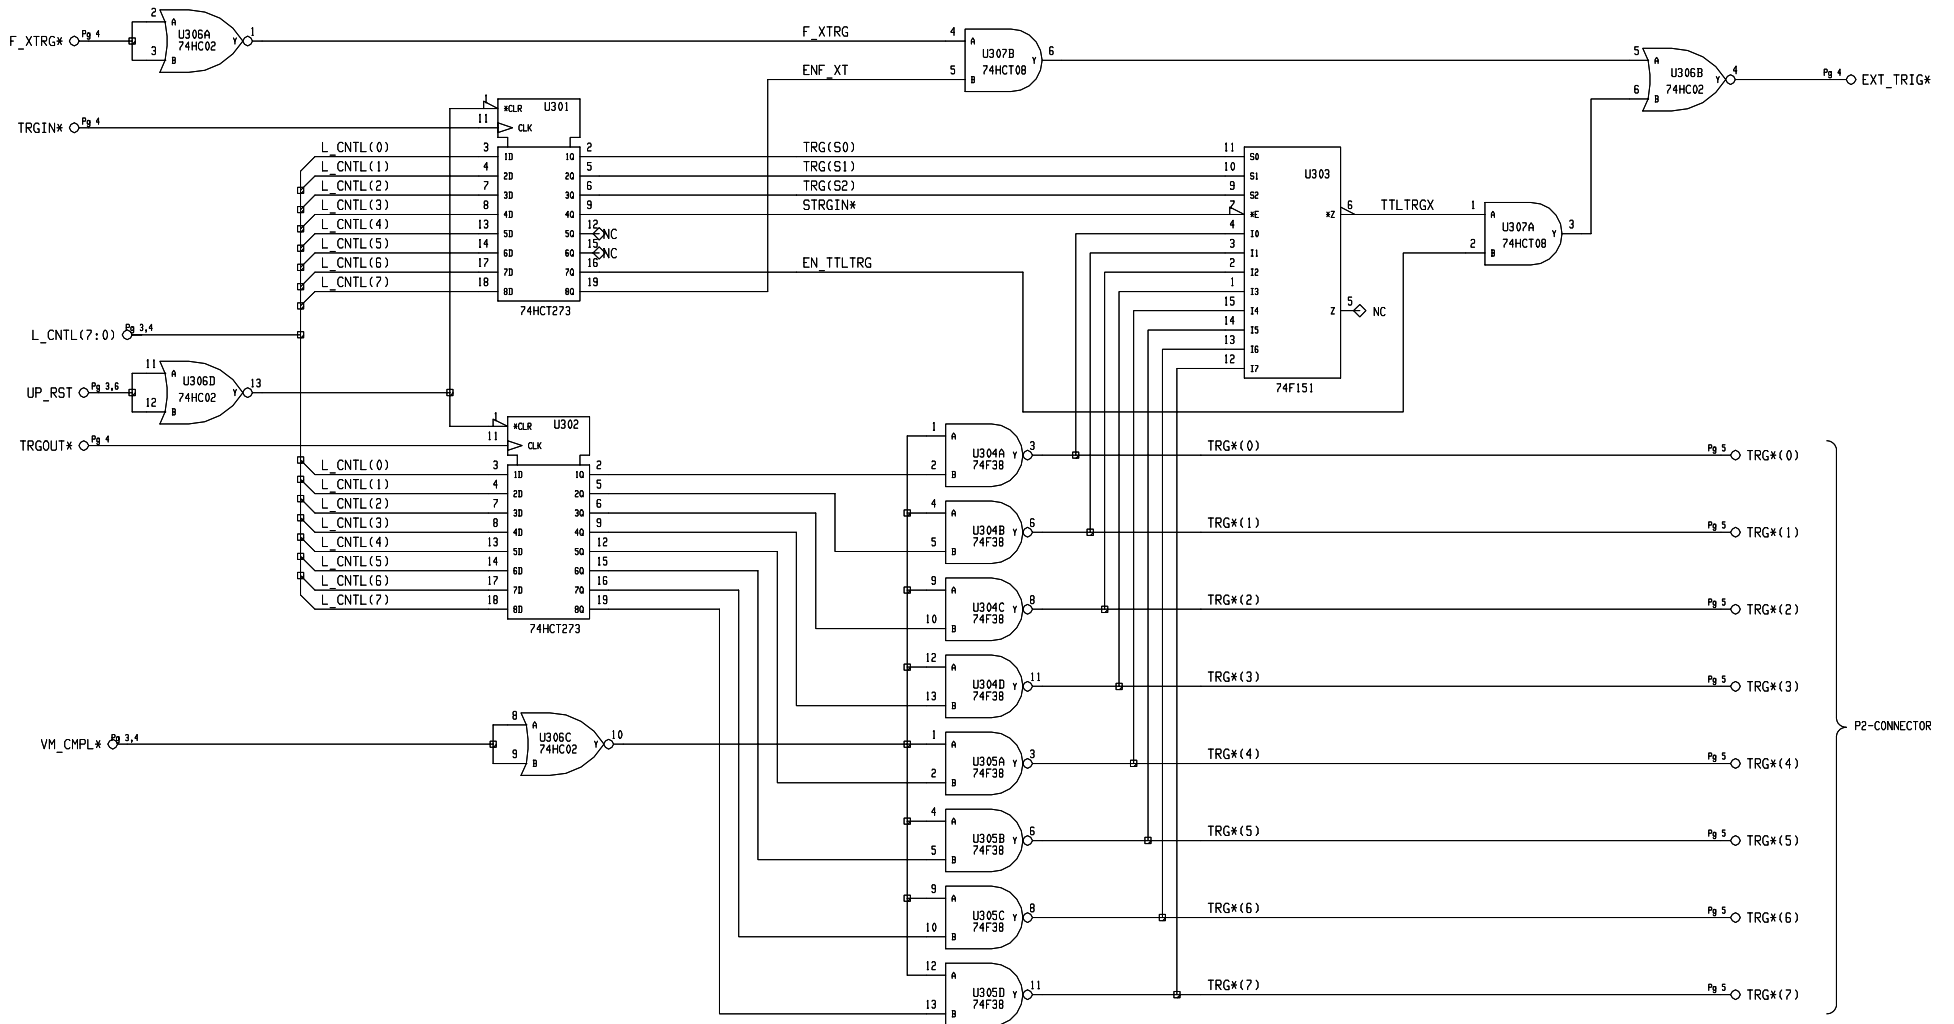 F_XTRG* Pg 4
2 A
3 B
U306A
74HC02
Y 1
F_XTRG
ENF_XT
4 A
5 B
U307B
74HCT08
Y 6
5 A
6 B
U306B
74HC02
Y 4
Pg 4 EXT_TRIG*
TRGIN* Pg 4
1 *CLR U301
11 CLK
L_CNTL(0) 3 1D 1Q 2 TRG(S0) 11 S0
L_CNTL(1) 4 2D 2Q 5 TRG(S1) 10 S1
L_CNTL(2) 7 3D 3Q 6 TRG(S2) 9 S2
L_CNTL(3) 8 4D 4Q 9 STRGIN* 7 *E
L_CNTL(4) 13 5D 5Q 12 NC
L_CNTL(5) 14 6D 6Q 15 NC
L_CNTL(6) 17 7D 7Q 16 EN_TTLTRG
L_CNTL(7) 18 8D 8Q 19
74HCT273
U303
4 I0
3 I1
2 I2
1 I3
15 I4
14 I5
13 I6
12 I7
*Z 6 TTLTRGX
Z 5 NC
74F151
1 A
2 B
U307A
74HCT08
Y 3
L_CNTL(7:0) Pg 3,4
UP_RST Pg 3,6
11 A
12 B
U306D
74HC02
Y 13
TRGOUT* Pg 4
1 *CLR U302
11 CLK
L_CNTL(0) 3 1D 1Q 2
L_CNTL(1) 4 2D 2Q 5
L_CNTL(2) 7 3D 3Q 6
L_CNTL(3) 8 4D 4Q 9
L_CNTL(4) 13 5D 5Q 12
L_CNTL(5) 14 6D 6Q 15
L_CNTL(6) 17 7D 7Q 16
L_CNTL(7) 18 8D 8Q 19
74HCT273
VM_CMPL* Pg 3,4
8 A
9 B
U306C
74HC02
Y 10
1 A
2 B
U304A
74F38
Y 3
TRG*(0) Pg 5 TRG*(0)
4 A
5 B
U304B
74F38
Y 6
TRG*(1) Pg 5 TRG*(1)
9 A
10 B
U304C
74F38
Y 8
TRG*(2) Pg 5 TRG*(2)
12 A
13 B
U304D
74F38
Y 11
TRG*(3) Pg 5 TRG*(3)
1 A
2 B
U305A
74F38
Y 3
TRG*(4) Pg 5 TRG*(4)
4 A
5 B
U305B
74F38
Y 6
TRG*(5) Pg 5 TRG*(5)
9 A
10 B
U305C
74F38
Y 8
TRG*(6) Pg 5 TRG*(6)
12 A
13 B
U305D
74F38
Y 11
TRG*(7) Pg 5 TRG*(7)
P2-CONNECTOR